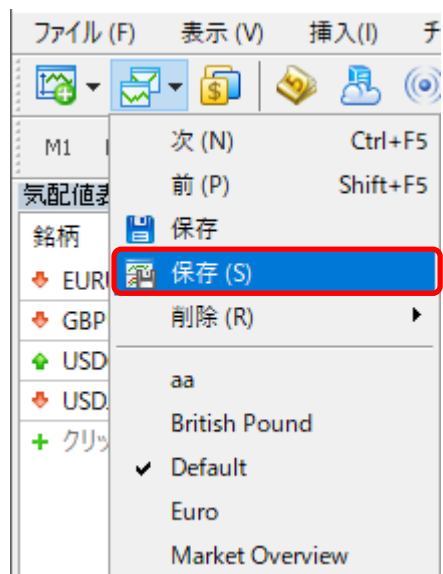 ファイル (F) 表示 (V) 挿入(I) チ
M1
次 (N) Ctrl+F5
前 (P) Shift+F5
気配値表
保存
銘柄
保存 (S)
EURU
削除 (R)
GBP
USD
aa
USDJ
British Pound
クリッ
Default
Euro
Market Overview